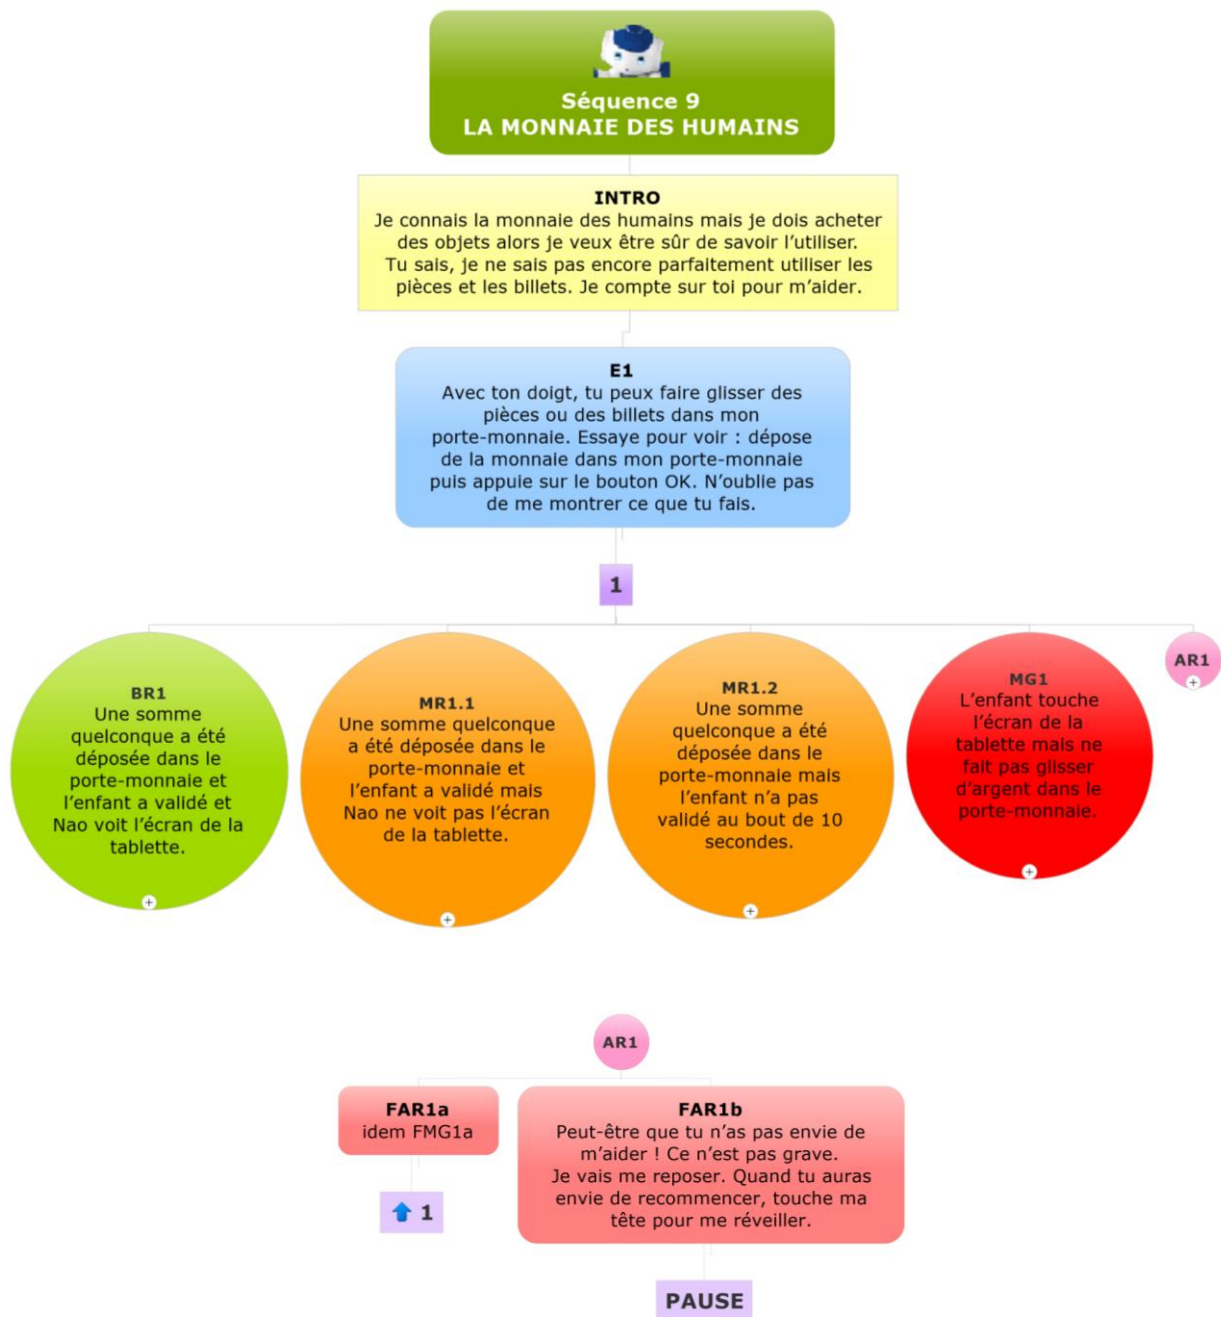 Séquence 9
LA MONNAIE DES HUMAINS
INTRO
Je connais la monnaie des humains mais je dois acheter
des objets alors je veux être sûr de savoir l’utiliser.
Tu sais, je ne sais pas encore parfaitement utiliser les
pièces et les billets. Je compte sur toi pour m’aider.
E1
Avec ton doigt, tu peux faire glisser des
pièces ou des billets dans mon
porte-monnaie. Essaye pour voir : dépose
de la monnaie dans mon porte-monnaie
puis appuie sur le bouton OK. N’oublie pas
de me montrer ce que tu fais.
1
BR1
Une somme
quelconque a été
déposée dans le
porte-monnaie et
l’enfant a validé et
Nao voit l’écran de la
tablette.
MR1.1
Une somme quelconque
a été déposée dans le
porte-monnaie et
l’enfant a validé mais
Nao ne voit pas l’écran
de la tablette.
MR1.2
Une somme
quelconque a été
déposée dans le
porte-monnaie mais
l’enfant n’a pas
validé au bout de 10
secondes.
MG1
L’enfant touche
l’écran de la
tablette mais ne
fait pas glisser
d’argent dans le
porte-monnaie.
AR1
AR1
FAR1a
idem FMG1a
1
FAR1b
Peut-être que tu n’as pas envie de
m’aider ! Ce n’est pas grave.
Je vais me reposer. Quand tu auras
envie de recommencer, touche ma
tête pour me réveiller.
PAUSE